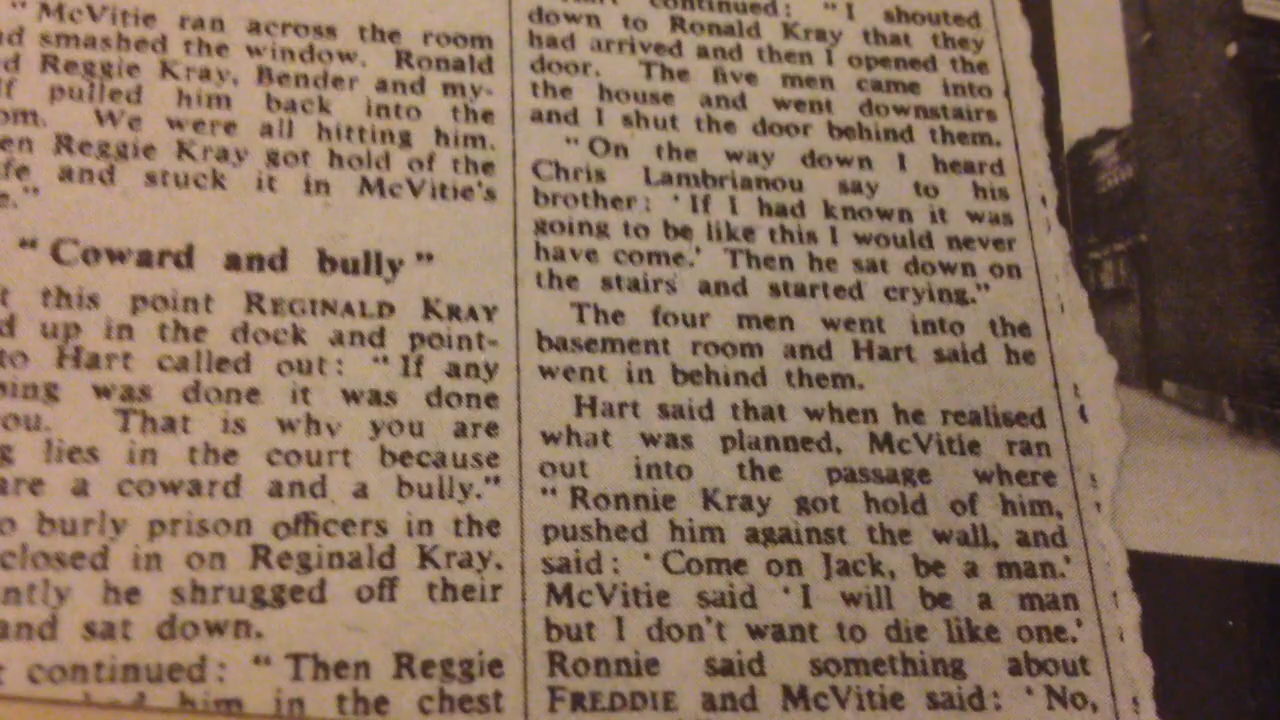 " McVitie ran across the room
smashed the window. Ronald
Reggie Kray, Bender and my-
pulled him back into the
We were all hitting him.
Reggie Kray got hold of the
and stuck it in McVitie's
" Coward and bully "
this point REGINALD KRAY
up in the dock and point-
to Hart called out: " If any
was done it was done
That is why you are
lies in the court because
are a coward and a bully."
burly prison officers in the
closed in on Reginald Kray.
he shrugged off their
and sat down.
continued: " Then Reggie
him in the chest
continued: " I shouted
down to Ronald Kray that they
had arrived and then I opened the
door. The five men came into
the house and went downstairs
and I shut the door behind them.
" On the way down I heard
Chris Lambrianou say to his
brother: ' If I had known it was
going to be like this I would never
have come.' Then he sat down on
the stairs and started crying."
The four men went into the
basement room and Hart said he
went in behind them.
Hart said that when he realised
what was planned, McVitie ran
out into the passage where
" Ronnie Kray got hold of him,
pushed him against the wall, and
said: ' Come on Jack, be a man.'
McVitie said ' I will be a man
but I don't want to die like one.'
Ronnie said something about
FREDDIE and McVitie said: ' No,